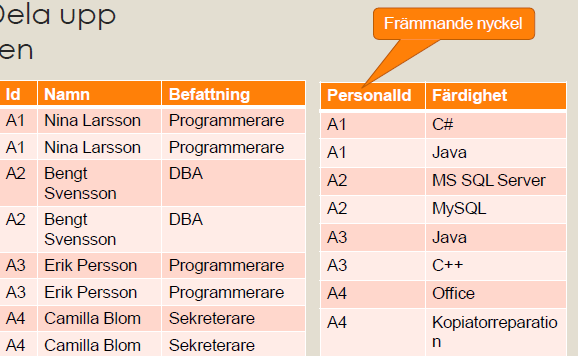 Dela upp
en
Främmande nyckel
Id Namn Befattning
A1 Nina Larsson Programmerare
A1 Nina Larsson Programmerare
A2 Bengt DBA
Svensson
A2 Bengt DBA
Svensson
A3 Erik Persson Programmerare
A3 Erik Persson Programmerare
A4 Camilla Blom Sekreterare
A4 Camilla Blom Sekreterare
PersonalId Färdighet
A1 C#
A1 Java
A2 MS SQL Server
A2 MySQL
A3 Java
A3 C++
A4 Office
A4 Kopiatorreparatio
n